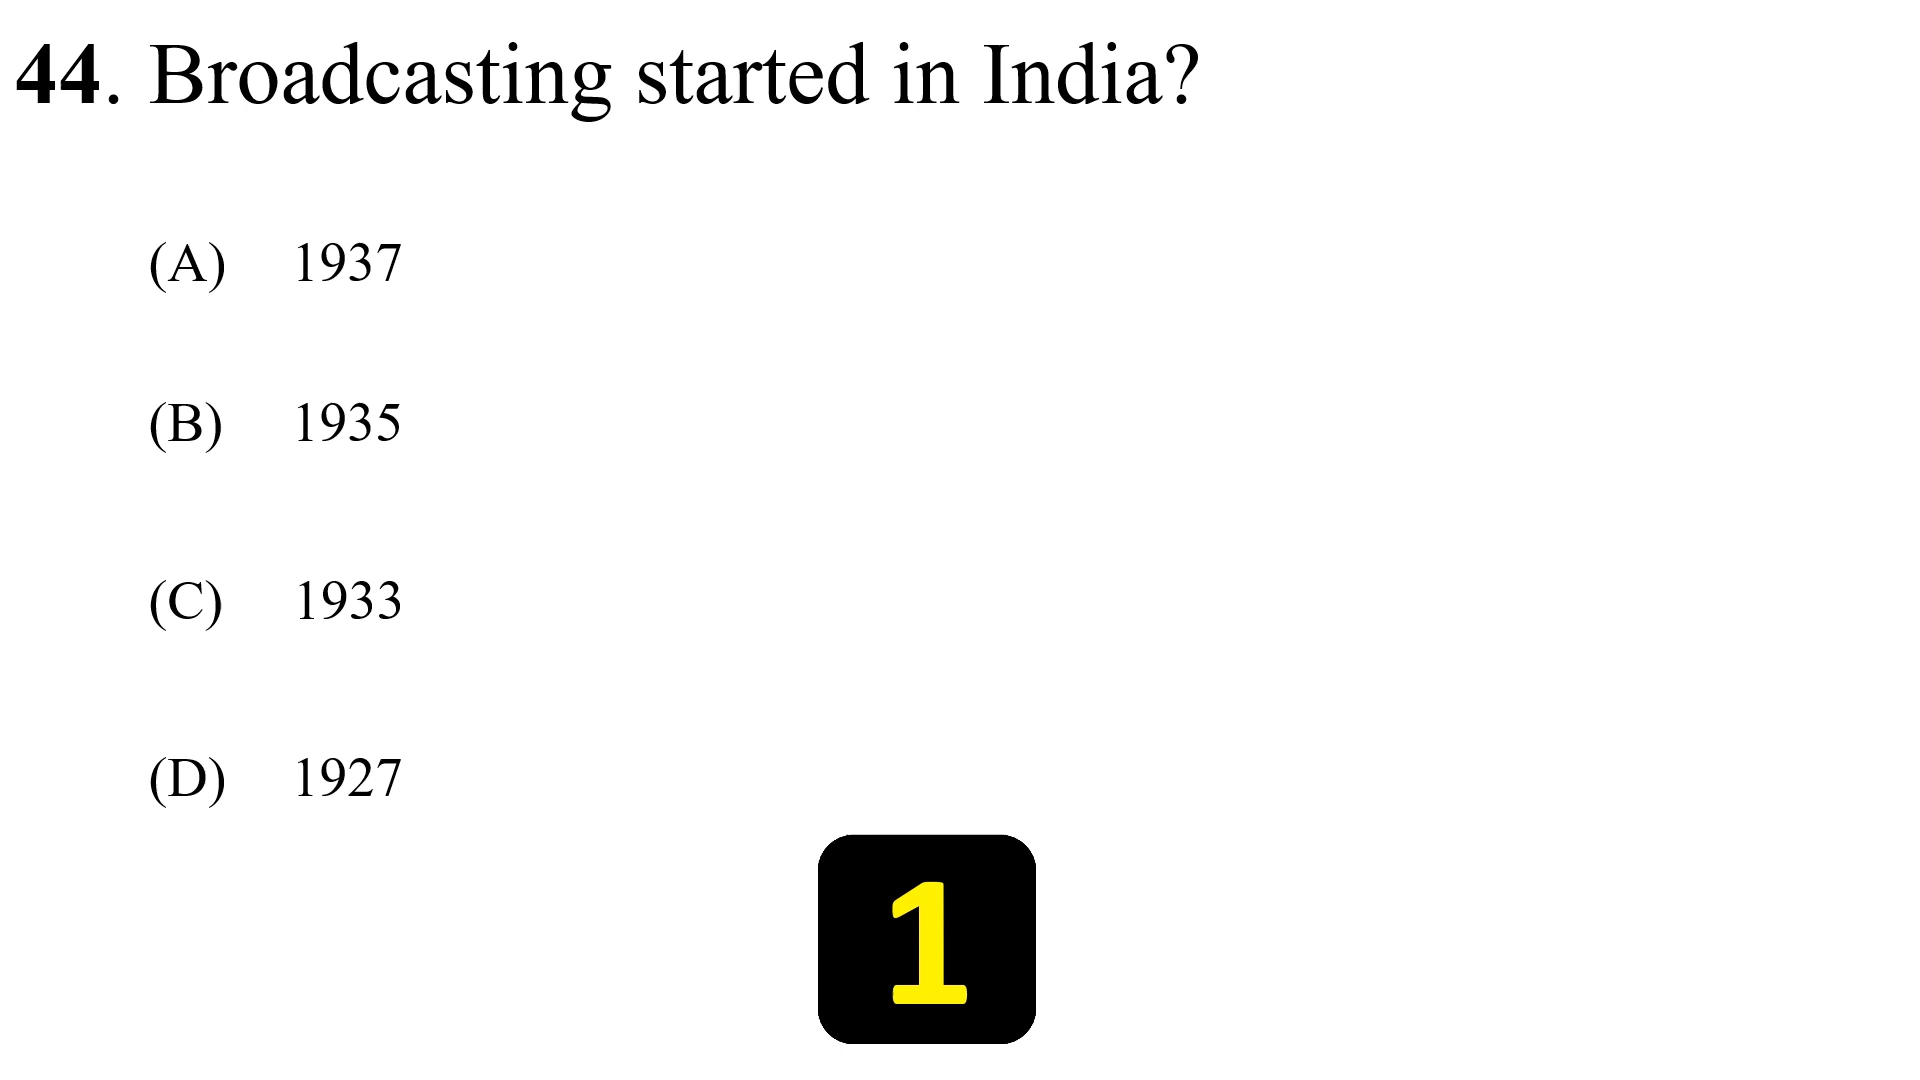 44. Broadcasting started in India?
(A) 1937
(B) 1935
(C) 1933
(D) 1927
1